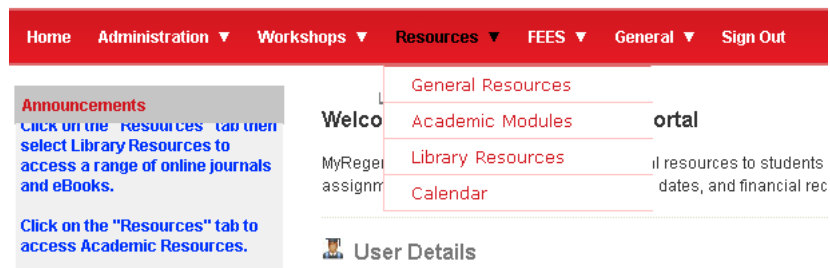 Home Administration ▼ Workshops ▼ Resources ▼ FEES ▼ General ▼ Sign Out
General Resources
Academic Modules
Library Resources
Calendar
Announcements
Click on the "Resources" tab then
select Library Resources to
access a range of online journals
and eBooks.
Click on the "Resources" tab to
access Academic Resources.
Welco ortal
MyReger l resources to students
assignm dates, and financial rec
User Details